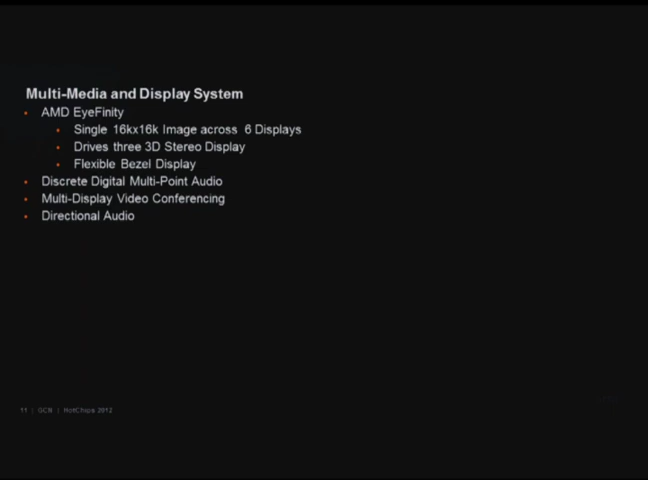 Multi-Media and Display System
• AMD EyeFinity
• Single 16kx16k Image across 6 Displays
• Drives three 3D Stereo Display
• Flexible Bezel Display
• Discrete Digital Multi-Point Audio
• Multi-Display Video Conferencing
• Directional Audio
11 | GCN | HotChips 2012